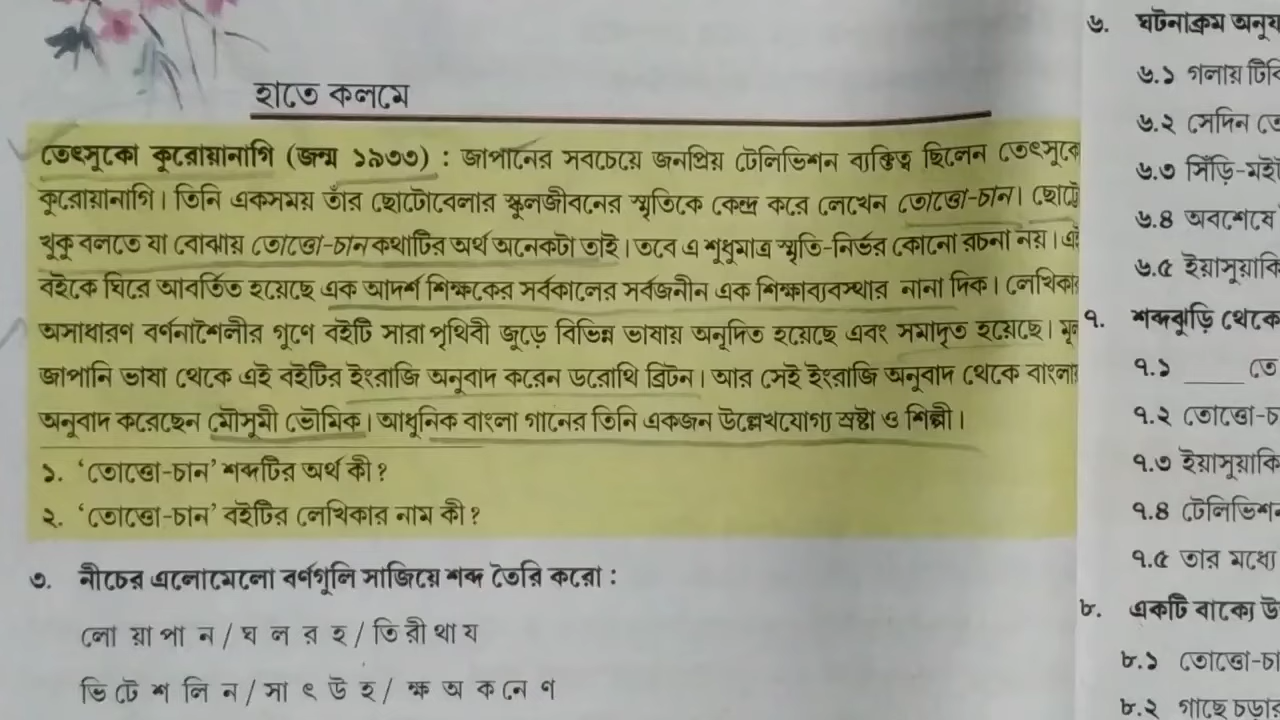 হাতে কলমে
তেৎসুকো কুরোয়ানাগি (জন্ম ১৯৩৩) : জাপানের সবচেয়ে জনপ্রিয় টেলিভিশন ব্যক্তিত্ব ছিলেন তেৎসুকো
কুরোয়ানাগি। তিনি একসময় তাঁর ছোটোবেলার স্কুলজীবনের স্মৃতিকে কেন্দ্র করে লেখেন তোত্তো-চান। ছোট্ট
খুকু বলতে যা বোঝায় তোত্তো-চান কথাটির অর্থ অনেকটা তাই। তবে এ শুধুমাত্র স্মৃতি-নির্ভর কোনো রচনা নয়। এই
বইকে ঘিরে আবর্তিত হয়েছে এক আদর্শ শিক্ষকের সর্বকালের সর্বজনীন এক শিক্ষাব্যবস্থার নানা দিক। লেখিকার
অসাধারণ বর্ণনাশৈলীর গুণে বইটি সারা পৃথিবী জুড়ে বিভিন্ন ভাষায় অনূদিত হয়েছে এবং সমাদৃত হয়েছে। মূল
জাপানি ভাষা থেকে এই বইটির ইংরাজি অনুবাদ করেন ডরোথি ব্রিটন। আর সেই ইংরাজি অনুবাদ থেকে বাংলায়
অনুবাদ করেছেন মৌসুমী ভৌমিক। আধুনিক বাংলা গানের তিনি একজন উল্লেখযোগ্য স্রষ্টা ও শিল্পী।
১. ‘তোত্তো-চান’ শব্দটির অর্থ কী?
২. ‘তোত্তো-চান’ বইটির লেখিকার নাম কী?
৩. নীচের এলোমেলো বর্ণগুলি সাজিয়ে শব্দ তৈরি করো :
লো য়া পা ন / ঘ ল র হ / তি রী থা য
ভি টে শ লি ন / সা ৎ উ হ / ক্ষ অ ক নে ণ
৬. ঘটনাক্রম
৬.১ গলায়
৬.২ সেদিন
৬.৩ সিঁড়ি-মই
৬.৪ অবশেষে
৬.৫ ইয়াসুয়াকি
৭. শব্দঝুড়ি থেকে
৭.১ _____
৭.২ তোত্তো-চ
৭.৩ ইয়াসুয়াকি
৭.৪ টেলিভিশন
৭.৫ তার মধ্যে
৮. একটি বাক্যে উ
৮.১ তোত্তো-চা
৮.২ গাছে চড়ার